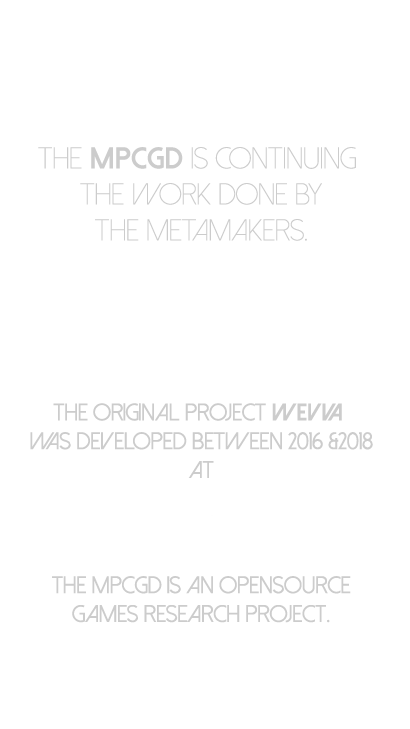 THE MPCGD IS CONTINUING
THE WORK DONE BY
THE METAMAKERS.
THE ORIGINAL PROJECT WEVVA
WAS DEVELOPED BETWEEN 2016 &2018
AT
THE MPCGD IS AN OPENSOURCE
GAMES RESEARCH PROJECT.